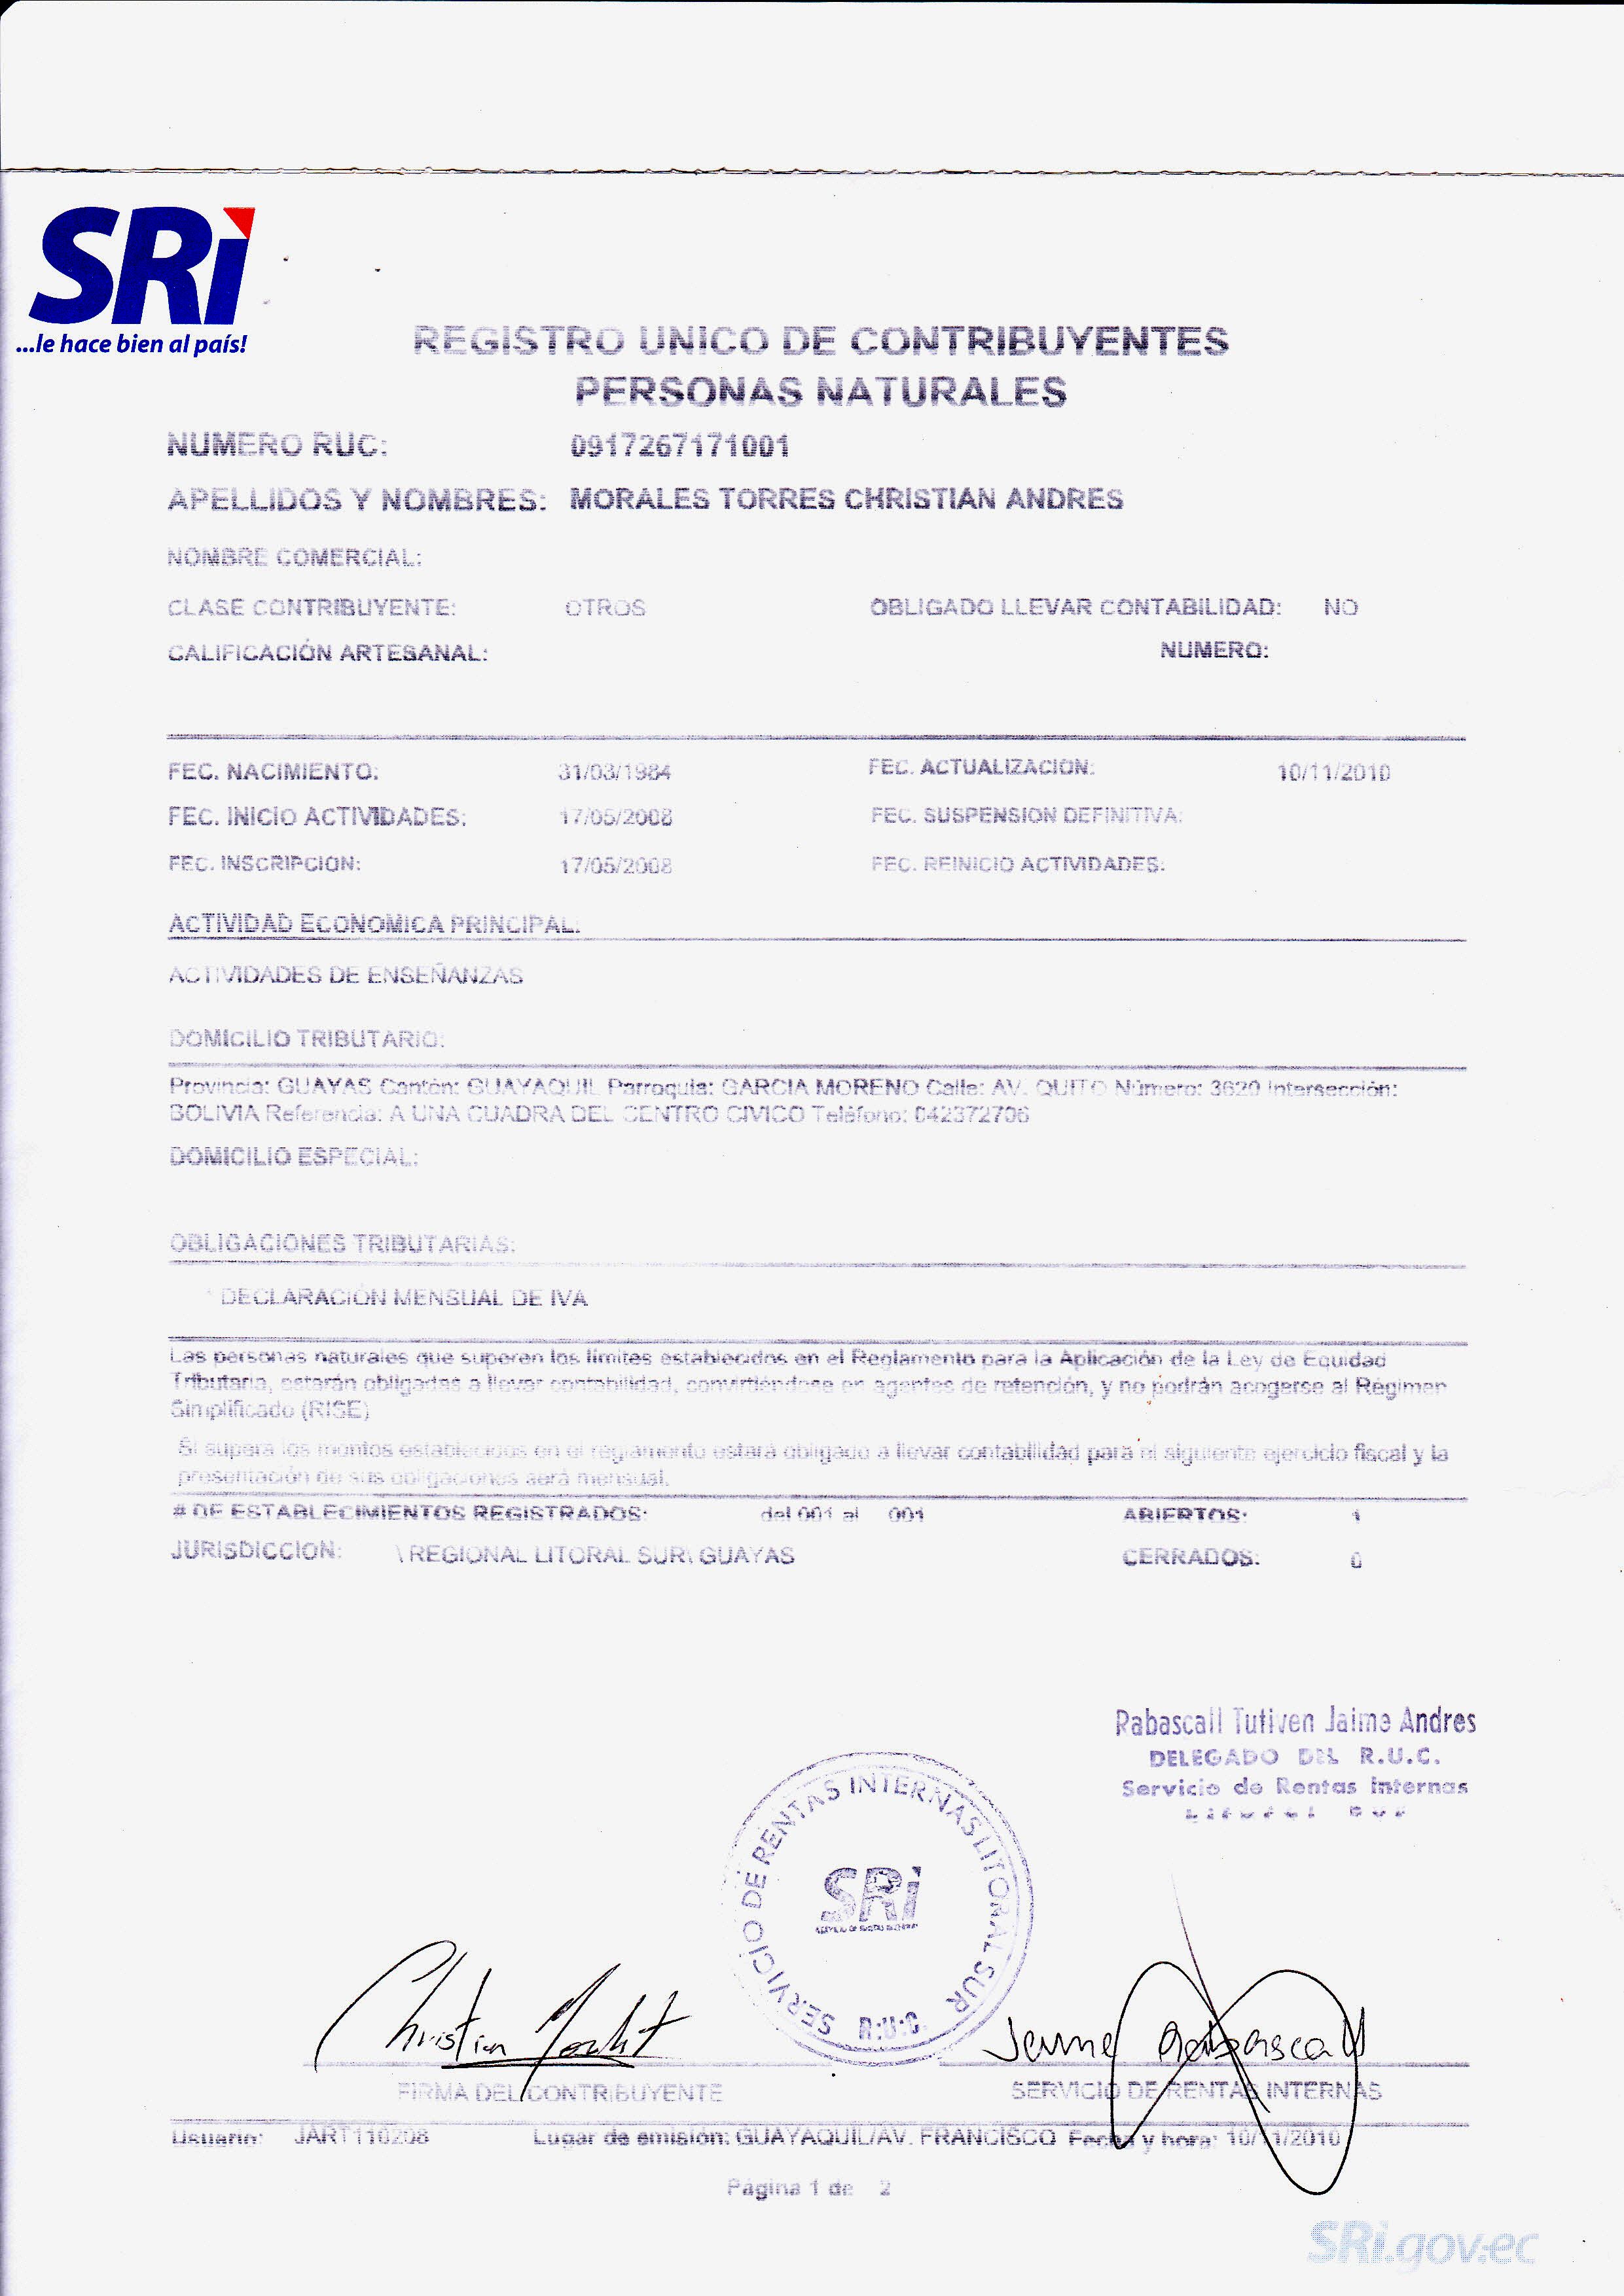 SRi
...le hace bien al país!
REGISTRO UNICO DE CONTRIBUYENTES
PERSONAS NATURALES
NUMERO RUC: 0917267171001
APELLIDOS Y NOMBRES: MORALES TORRES CHRISTIAN ANDRES
NOMBRE COMERCIAL:
CLASE CONTRIBUYENTE: OTROS OBLIGADO LLEVAR CONTABILIDAD: NO
CALIFICACIÓN ARTESANAL: NUMERO:
FEC. NACIMIENTO: 31/03/1984 FEC. ACTUALIZACION: 10/11/2010
FEC. INICIO ACTIVIDADES: 17/05/2008 FEC. SUSPENSION DEFINITIVA:
FEC. INSCRIPCION: 17/05/2008 FEC. REINICIO ACTIVIDADES:
ACTIVIDAD ECONOMICA PRINCIPAL:
ACTIVIDADES DE ENSEÑANZAS
DOMICILIO TRIBUTARIO:
Provincia: GUAYAS Cantón: GUAYAQUIL Parroquia: GARCIA MORENO Calle: AV. QUITO Número: 3620 Intersección:
BOLIVIA Referencia: A UNA CUADRA DEL CENTRO CIVICO Teléfono: 042372706
DOMICILIO ESPECIAL:
OBLIGACIONES TRIBUTARIAS:
* DECLARACIÓN MENSUAL DE IVA
Las personas naturales que superen los límites establecidos en el Reglamento para la Aplicación de la Ley de Equidad
Tributaria, estarán obligadas a llevar contabilidad, convirtiéndose en agentes de retención, y no podrán acogerse al Régimen
Simplificado (RISE)
Si supera los montos establecidos en el reglamento estará obligado a llevar contabilidad para el siguiente ejercicio fiscal y la
presentación de sus obligaciones será mensual.
# DE ESTABLECIMIENTOS REGISTRADOS: del 001 al 001 ABIERTOS: 1
JURISDICCION: \ REGIONAL LITORAL SUR\ GUAYAS CERRADOS: 0
Rabascall Tutiven Jaime Andres
DELEGADO DEL R.U.C.
Servicio de Rentas Internas
Litoral Sur
SERVICIO DE RENTAS INTERNAS LITORAL SUR
SRi
R.U.C.
Christian
Jaime Rabascall
FIRMA DEL CONTRIBUYENTE SERVICIO DE RENTAS INTERNAS
Usuario: JART110208 Lugar de emisión: GUAYAQUIL/AV. FRANCISCO Fecha y hora: 10/11/2010
Página 1 de 2
SRi.gov.ec